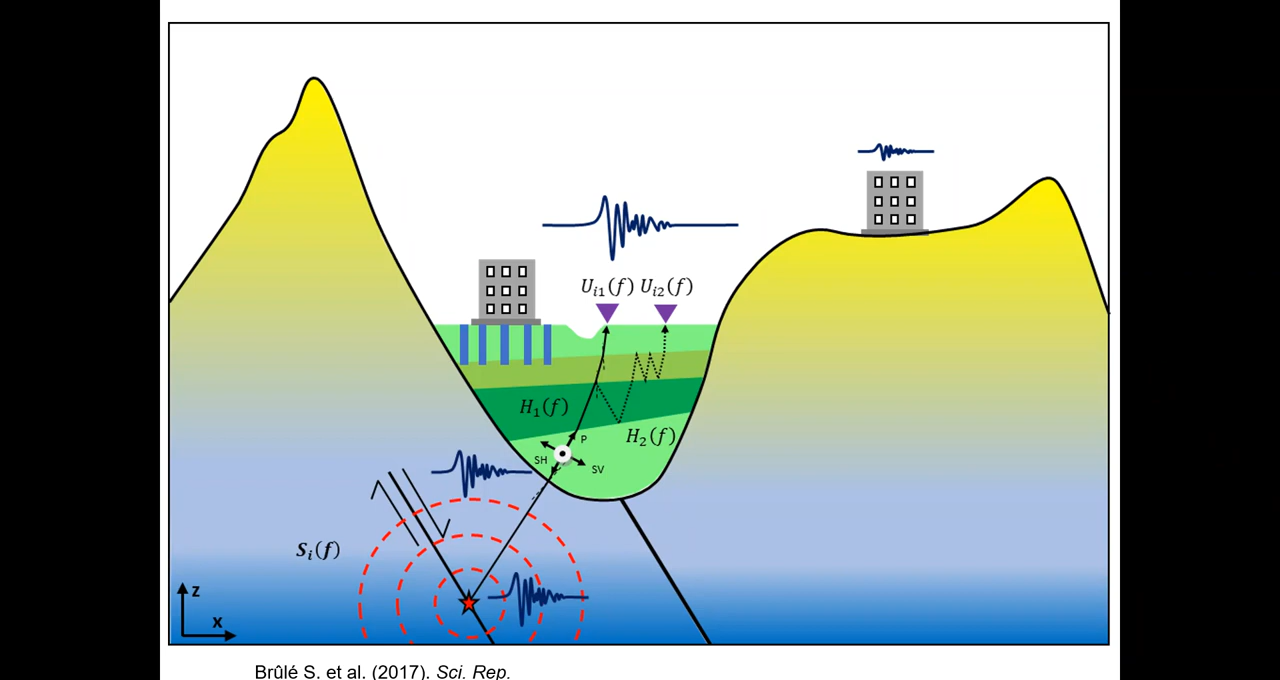 U_{i1}(f) U_{i2}(f)
H_1(f)
H_2(f)
P
SH
SV
S_i(f)
z
x
Brûlé S. et al. (2017). Sci. Rep.